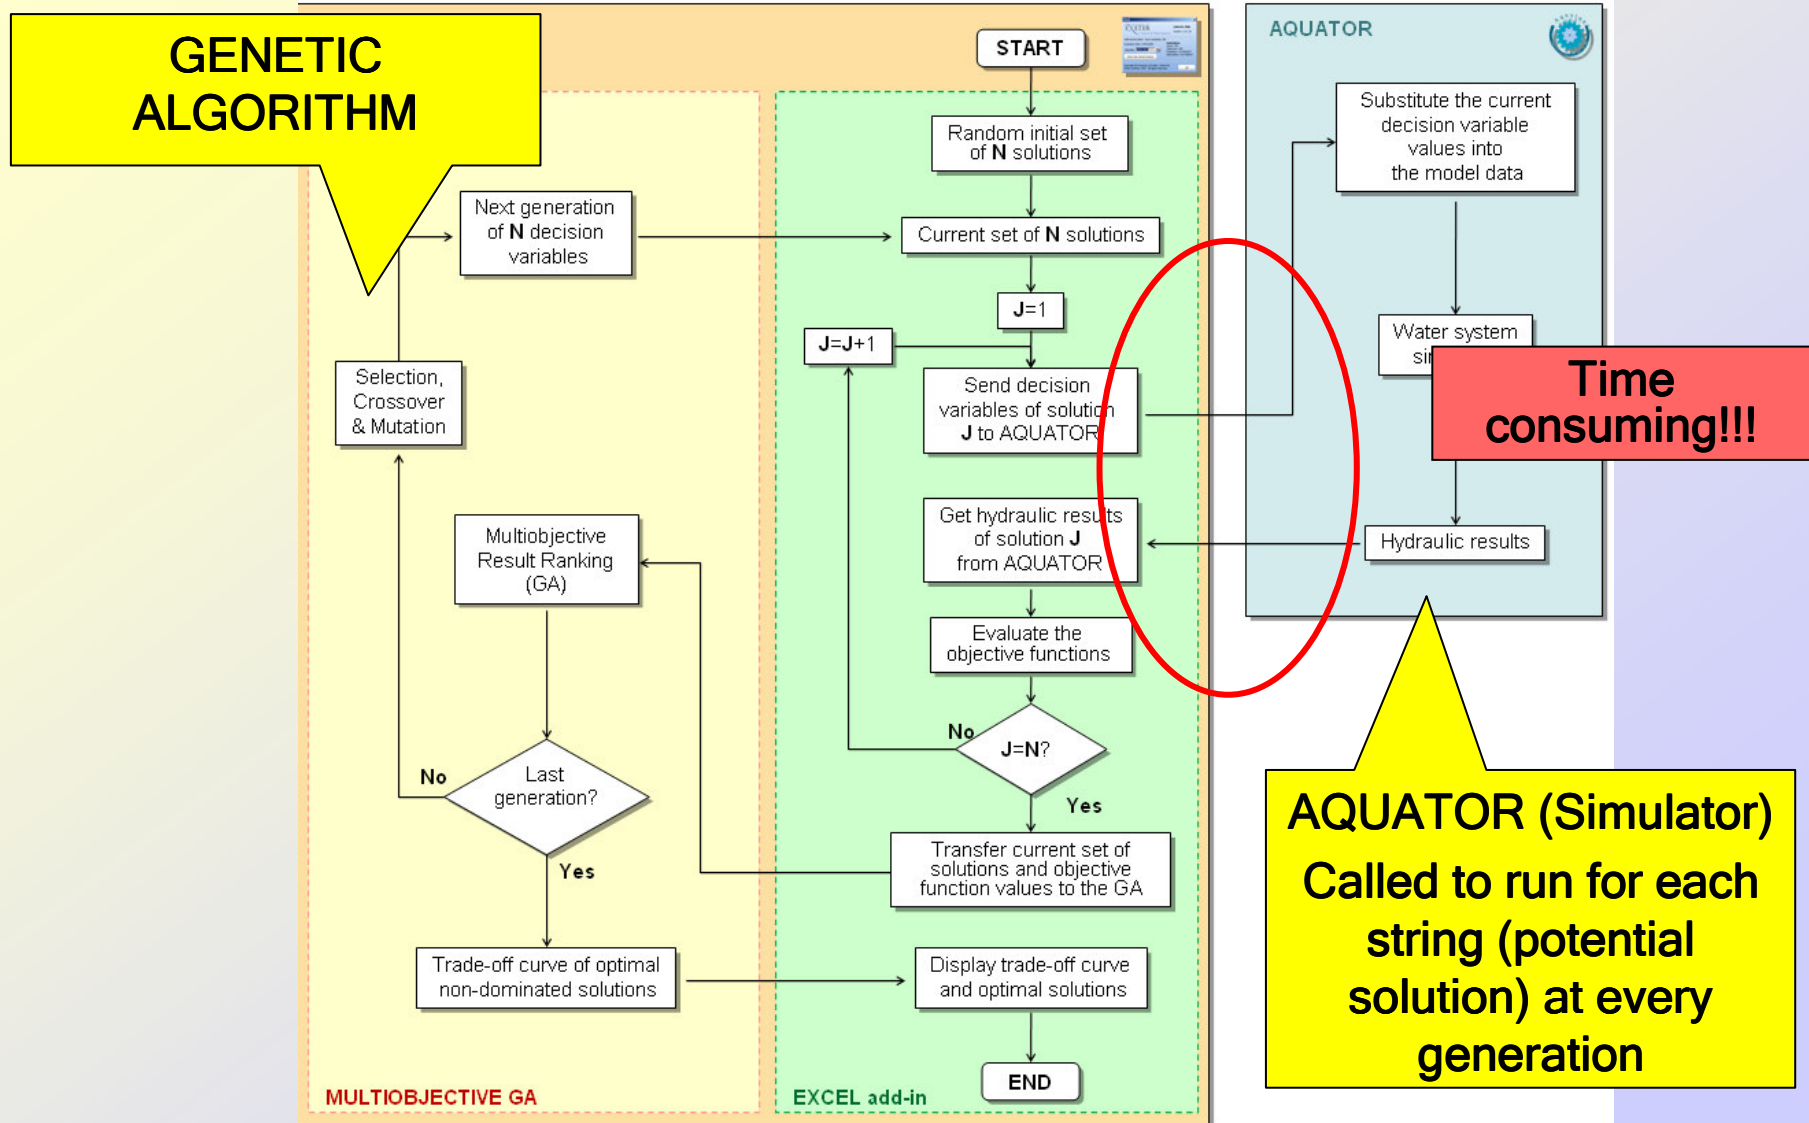 GENETIC
ALGORITHM
START
AQUATOR
Random initial set
of N solutions
Substitute the current
decision variable
values into
the model data
Next generation
of N decision
variables
Current set of N solutions
J=1
J=J+1
Water system
Time
consuming!!!
Selection,
Crossover
& Mutation
Send decision
variables of solution
J to AQUATOR
Multiobjective
Result Ranking
(GA)
Get hydraulic results
of solution J
from AQUATOR
Hydraulic results
Evaluate the
objective functions
No
J=N?
Yes
No
Last
generation?
Yes
Transfer current set of
solutions and objective
function values to the GA
AQUATOR (Simulator)
Called to run for each
string (potential
solution) at every
generation
Trade-off curve of optimal
non-dominated solutions
Display trade-off curve
and optimal solutions
END
MULTIOBJECTIVE GA
EXCEL add-in